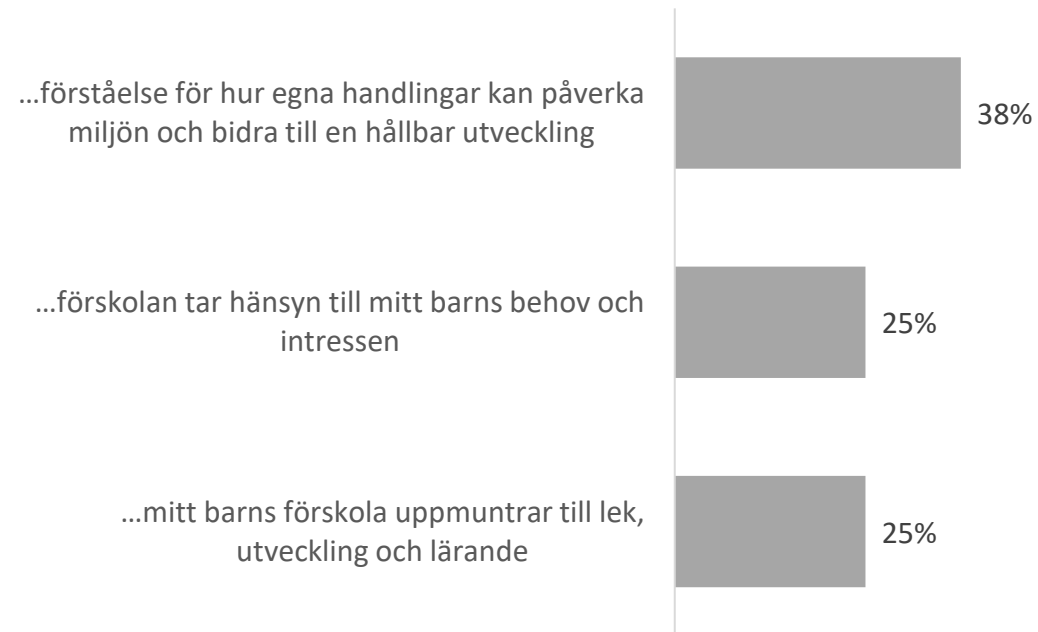 …förståelse för hur egna handlingar kan påverka
miljön och bidra till en hållbar utveckling
38%
…förskolan tar hänsyn till mitt barns behov och
intressen
25%
…mitt barns förskola uppmuntrar till lek,
utveckling och lärande
25%